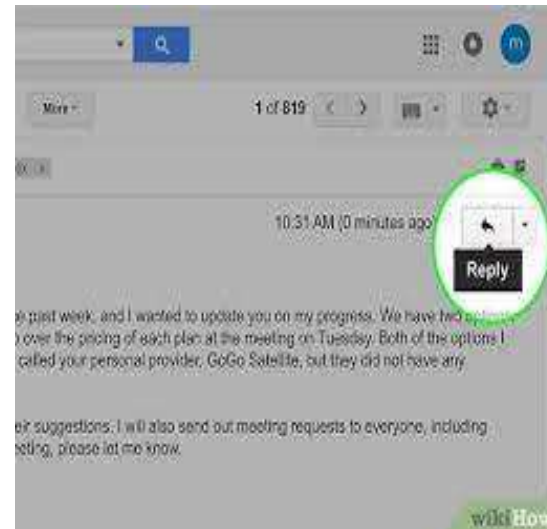 m
More
1 of 819
10:31 AM (0 minutes ago)
Reply
e past week, and I wanted to update you on my progress. We have two options
o over the pricing of each plan at the meeting on Tuesday. Both of the options I
called your personal provider, GoGo Satellite, but they did not have any
eir suggestions. I will also send out meeting requests to everyone, including
eeting, please let me know.
wikiHow